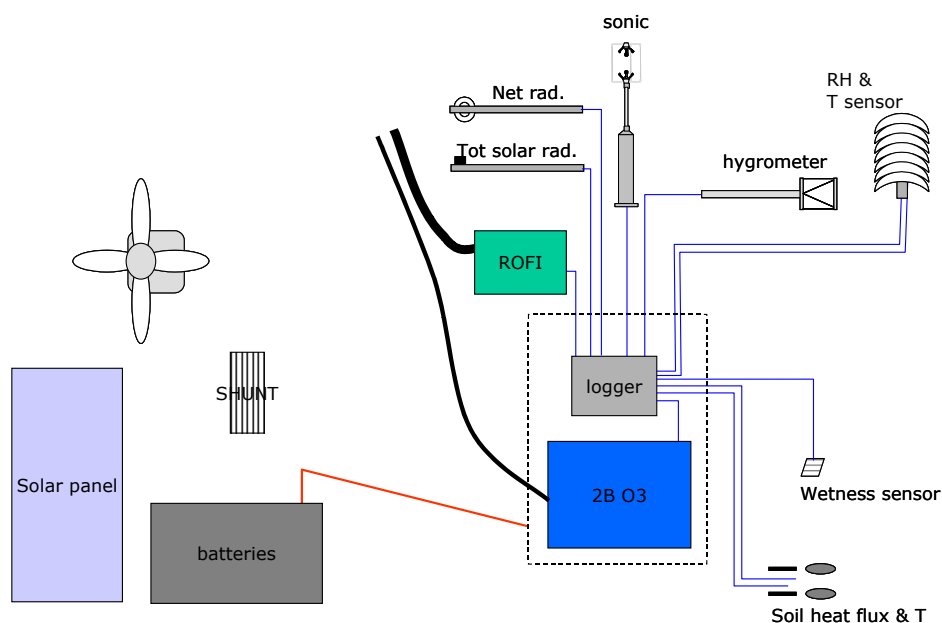 sonic
Net rad.
RH &
T sensor
Tot solar rad.
hygrometer
ROFI
logger
SHUNT
Solar panel
2B O3
Wetness sensor
batteries
Soil heat flux & T